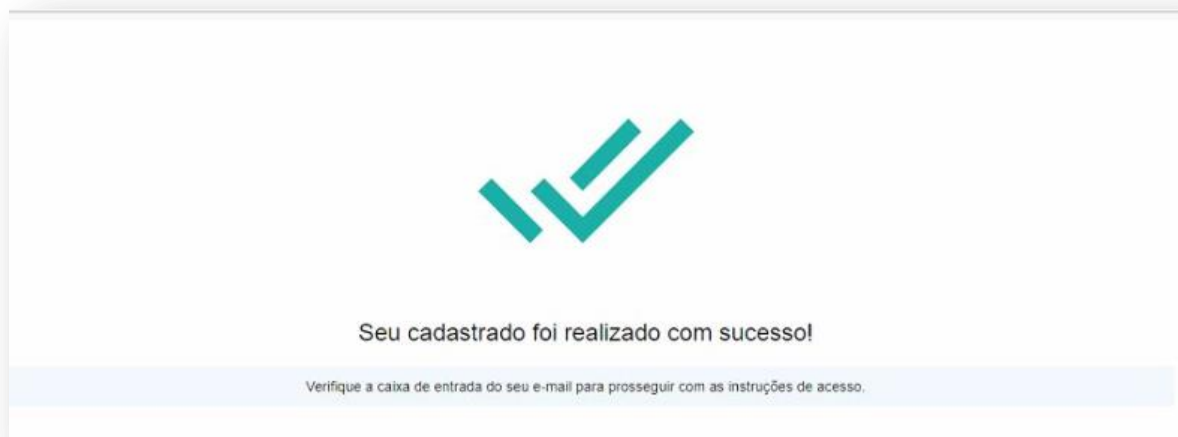 Seu cadastrado foi realizado com sucesso!
Verifique a caixa de entrada do seu e-mail para prosseguir com as instruções de acesso.